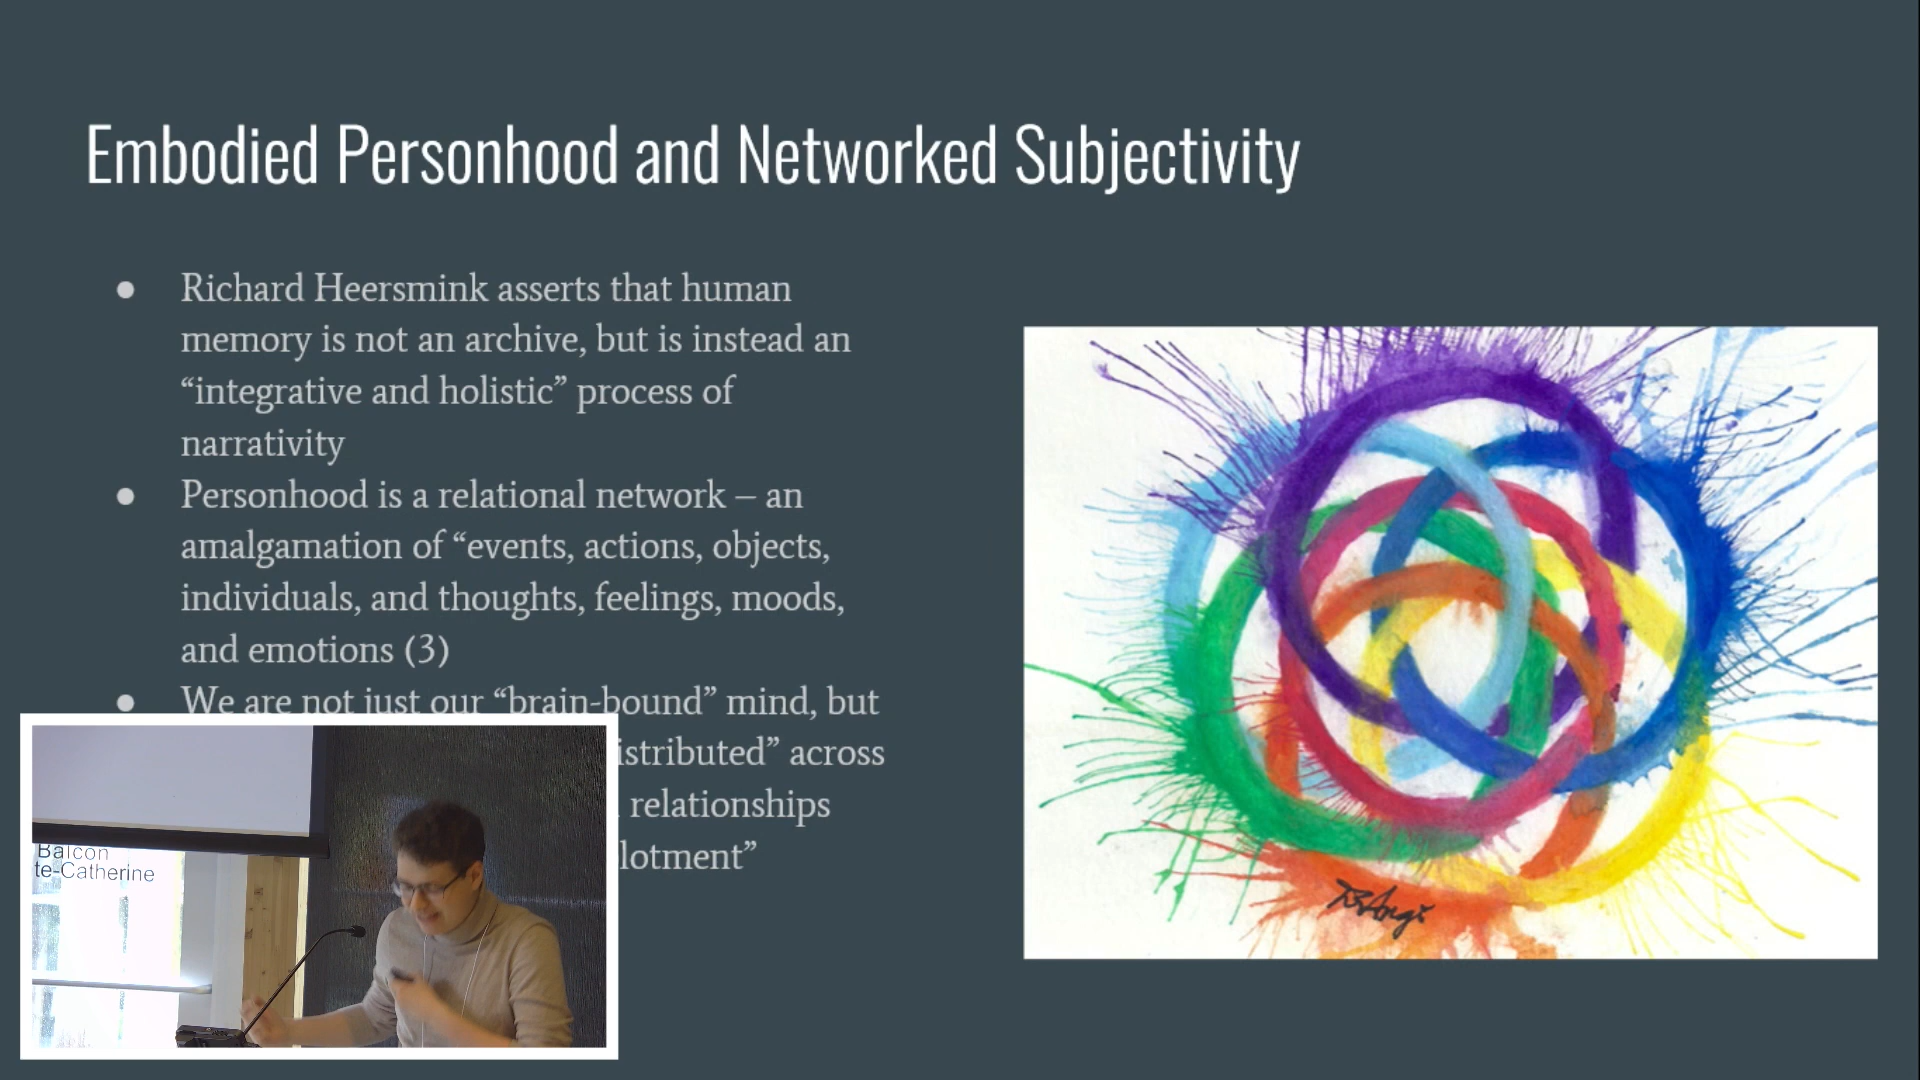 Embodied Personhood and Networked Subjectivity
● Richard Heersmink asserts that human
memory is not an archive, but is instead an
“integrative and holistic” process of
narrativity
● Personhood is a relational network – an
amalgamation of “events, actions, objects,
individuals, and thoughts, feelings, moods,
and emotions (3)
● We are not just our “brain-bound” mind, but
istributed” across
relationships
lotment”
Balcon
te-Catherine